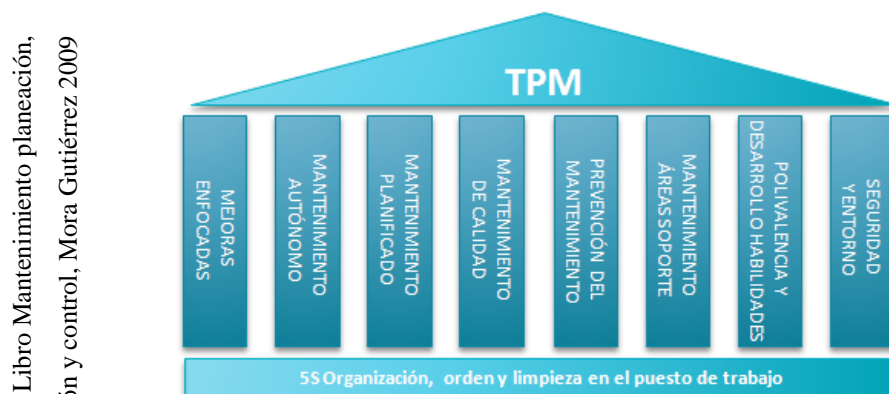 Libro Mantenimiento planeación,
y control, Mora Gutiérrez 2009
TPM
MEJORAS
ENFOCADAS
MANTENIMIENTO
AUTÓNOMO
MANTENIMIENTO
PLANIFICADO
MANTENIMIENTO
DE CALIDAD
PREVENCIÓN DEL
MANTENIMIENTO
MANTENIMIENTO
ÁREAS SOPORTE
POLIVALENCIA Y
DESARROLLO HABILIDADES
SEGURIDAD
Y ENTORNO
5S Organización, orden y limpieza en el puesto de trabajo